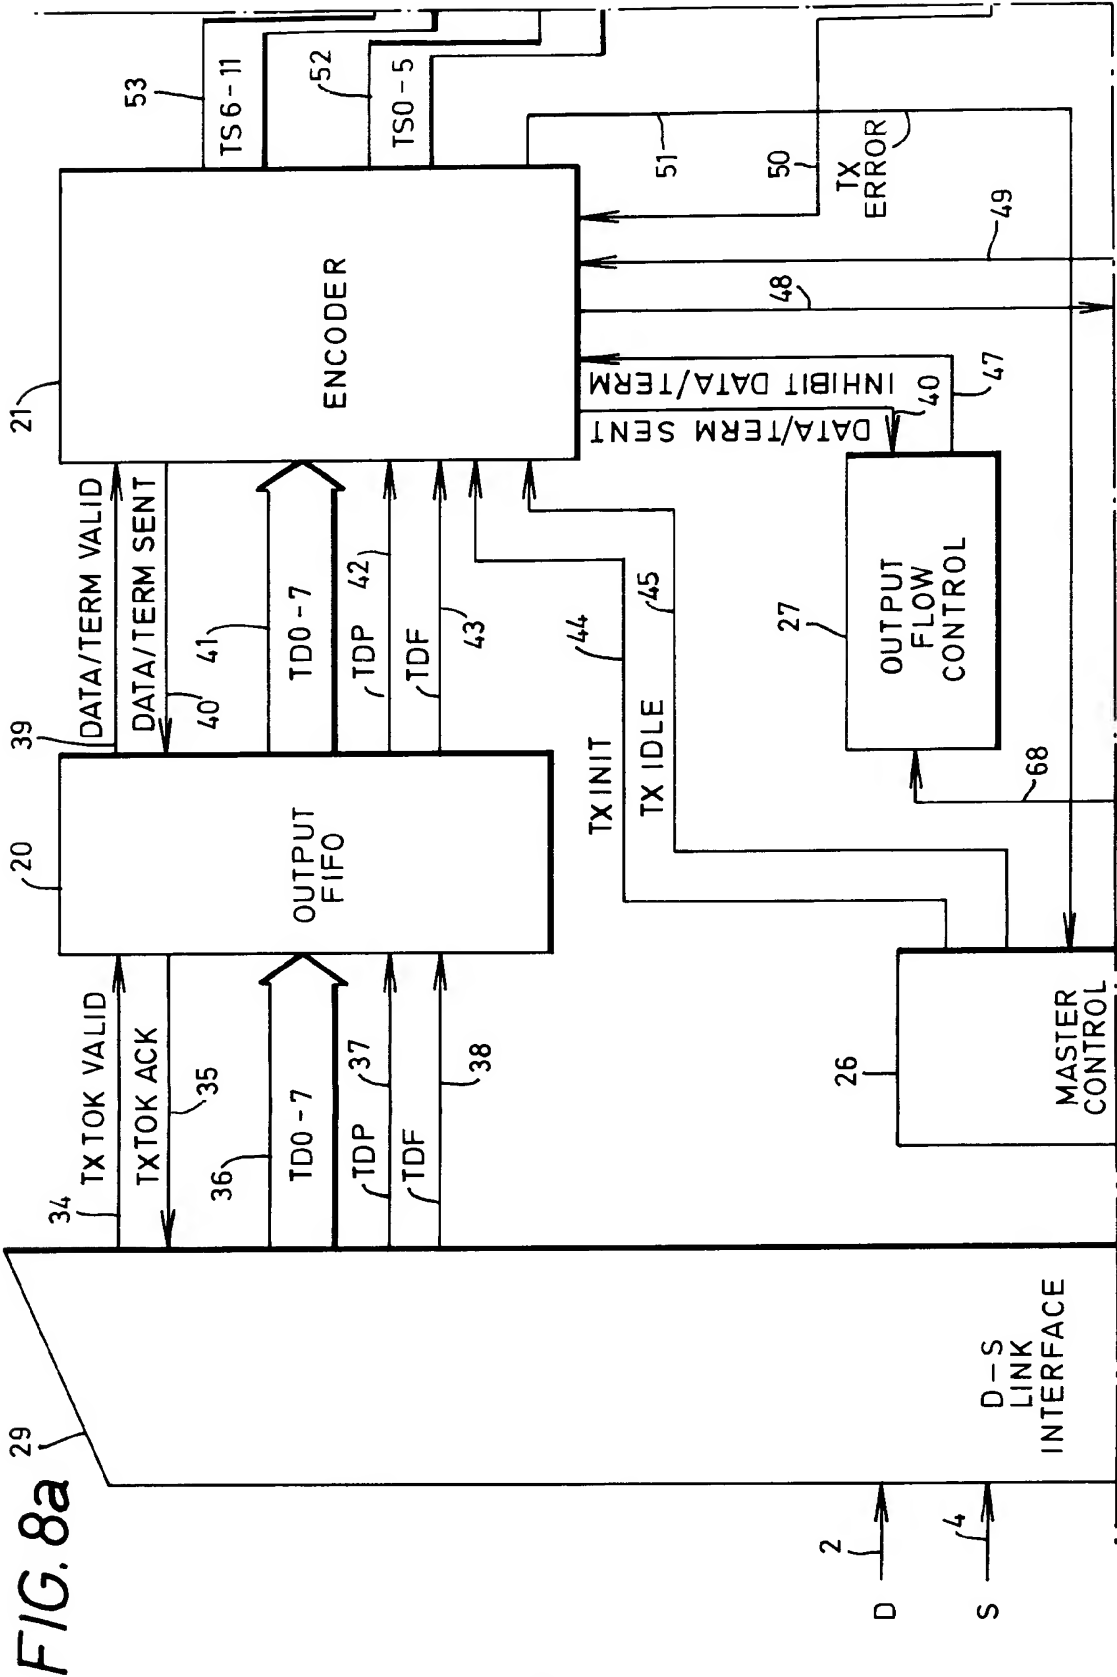 FIG. 8a
29
D-S
LINK
INTERFACE
2
D
4
S
34
TXTOK VALID
TXTOK ACK
35
36
TD0-7
TDP
37
TDF
38
20
OUTPUT
FIFO
39
DATA/TERM VALID
DATA/TERM SENT
40
41
TD0-7
TDP
42
TDF
43
21
ENCODER
53
TS6-11
52
TS0-5
51
50
TX
ERROR
49
48
INHIBIT DATA/TERM
DATA/TERM SENT
40
47
TX INIT
44
TX IDLE
45
27
OUTPUT
FLOW
CONTROL
68
26
MASTER
CONTROL